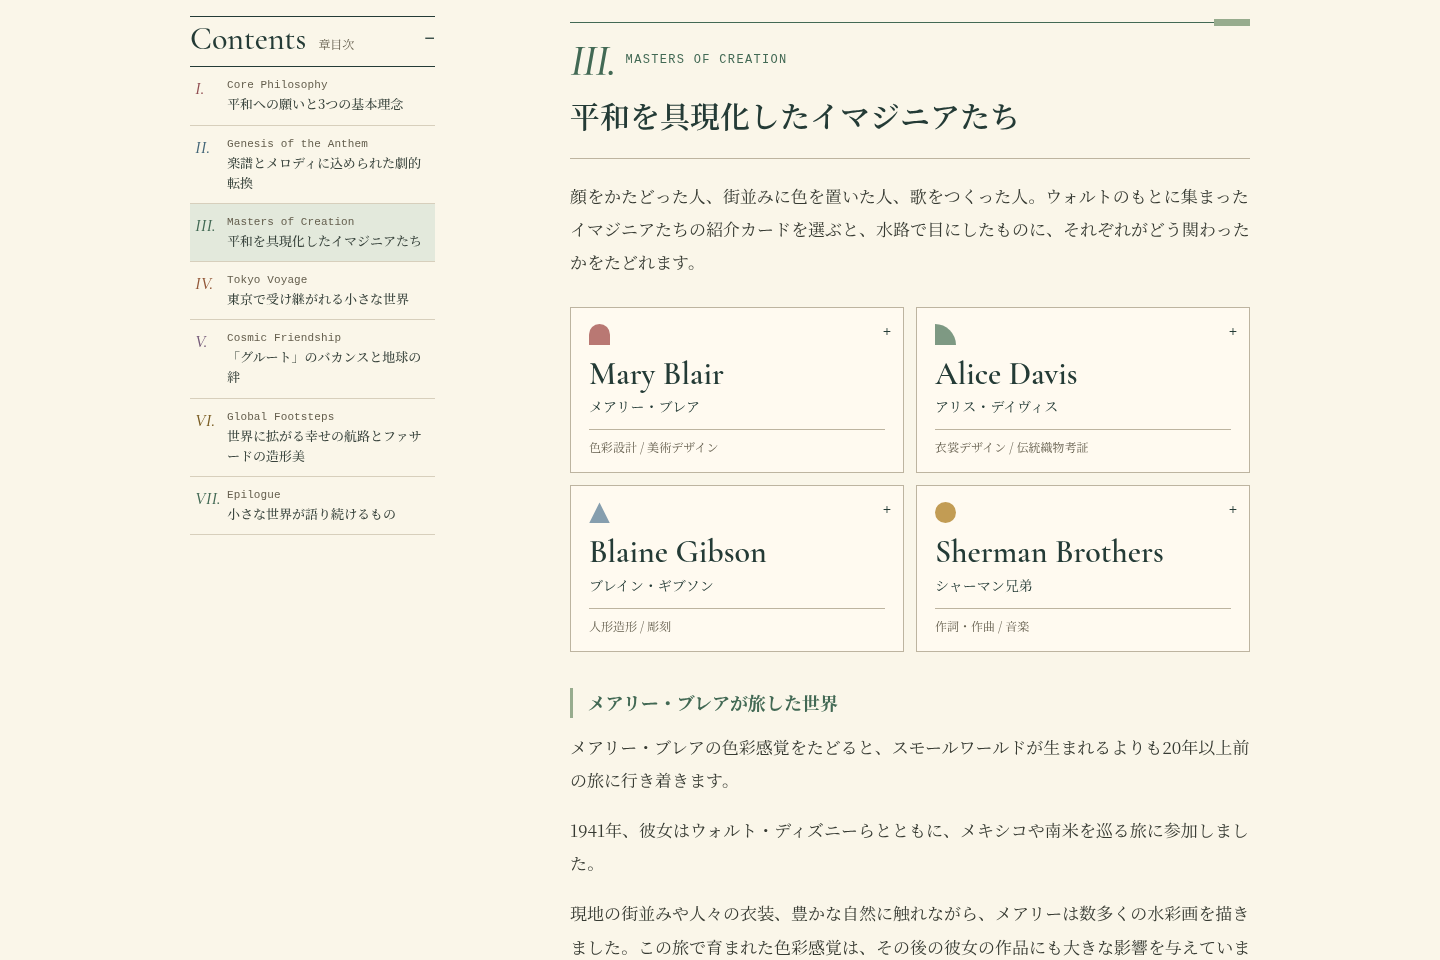 Contents 章目次 −
I. Core Philosophy
平和への願いと3つの基本理念
II. Genesis of the Anthem
楽譜とメロディに込められた劇的
転換
III. Masters of Creation
平和を具現化したイマジニアたち
IV. Tokyo Voyage
東京で受け継がれる小さな世界
V. Cosmic Friendship
「グルート」のバカンスと地球の
絆
VI. Global Footsteps
世界に拡がる幸せの航路とファサ
ードの造形美
VII. Epilogue
小さな世界が語り続けるもの
III. MASTERS OF CREATION
平和を具現化したイマジニアたち
顔をかたどった人、街並みに色を置いた人、歌をつくった人。ウォルトのもとに集まった
イマジニアたちの紹介カードを選ぶと、水路で目にしたものに、それぞれがどう関わった
かをたどれます。
+
Mary Blair
メアリー・ブレア
色彩設計 / 美術デザイン
+
Alice Davis
アリス・デイヴィス
衣裳デザイン / 伝統織物考証
+
Blaine Gibson
ブレイン・ギブソン
人形造形 / 彫刻
+
Sherman Brothers
シャーマン兄弟
作詞・作曲 / 音楽
メアリー・ブレアが旅した世界
メアリー・ブレアの色彩感覚をたどると、スモールワールドが生まれるよりも20年以上前
の旅に行き着きます。
1941年、彼女はウォルト・ディズニーらとともに、メキシコや南米を巡る旅に参加しまし
た。
現地の街並みや人々の衣装、豊かな自然に触れながら、メアリーは数多くの水彩画を描き
ました。この旅で育まれた色彩感覚は、その後の彼女の作品にも大きな影響を与えていま